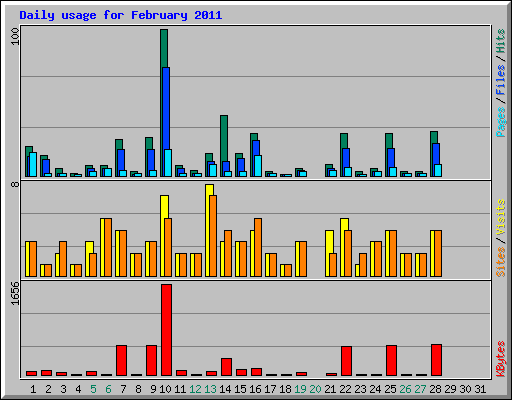 Daily usage for February 2011
100
Pages / Files / Hits
8
Sites / Visits
1656
KBytes
1 2 3 4 5 6 7 8 9 10 11 12 13 14 15 16 17 18 19 20 21 22 23 24 25 26 27 28 29 30 31